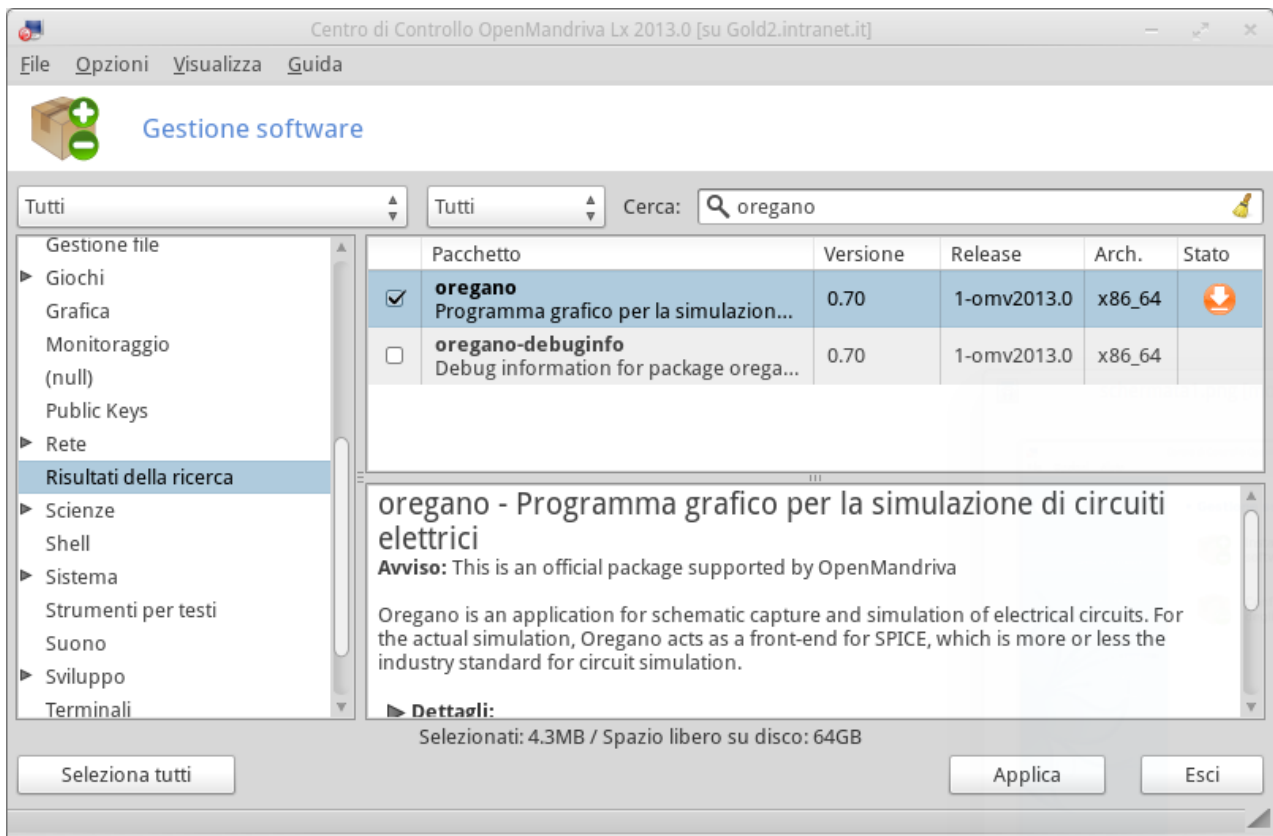 Centro di Controllo OpenMandriva Lx 2013.0 [su Gold2.intranet.it]
File Opzioni Visualizza Guida
Gestione software
Tutti Tutti Cerca: oregano
Gestione file
Giochi
Grafica
Monitoraggio
(null)
Public Keys
Rete
Risultati della ricerca
Scienze
Shell
Sistema
Strumenti per testi
Suono
Sviluppo
Terminali
Pacchetto Versione Release Arch. Stato
oregano
Programma grafico per la simulazion... 0.70 1-omv2013.0 x86_64
oregano-debuginfo
Debug information for package orega... 0.70 1-omv2013.0 x86_64
oregano - Programma grafico per la simulazione di circuiti
elettrici
Avviso: This is an official package supported by OpenMandriva
Oregano is an application for schematic capture and simulation of electrical circuits. For
the actual simulation, Oregano acts as a front-end for SPICE, which is more or less the
industry standard for circuit simulation.
Dettagli:
Selezionati: 4.3MB / Spazio libero su disco: 64GB
Seleziona tutti Applica Esci